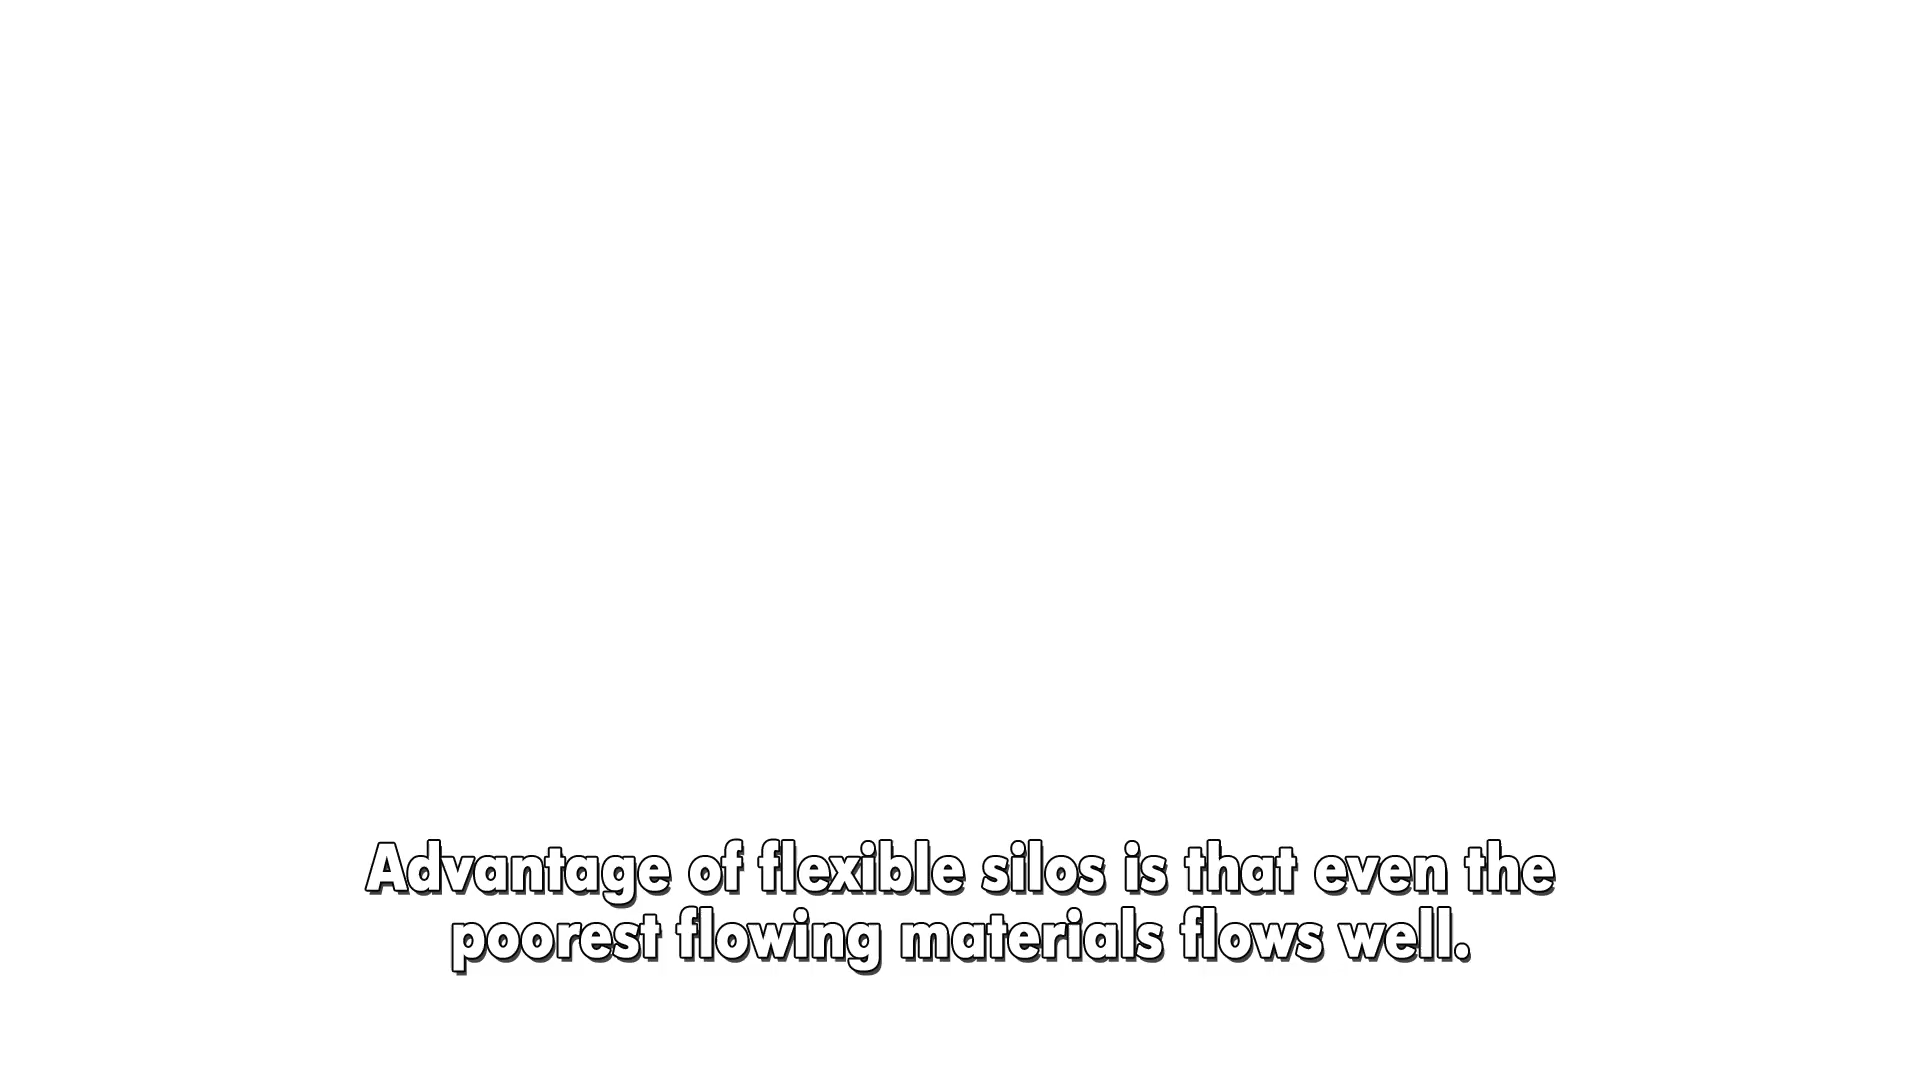 Advantage of flexible silos is that even the
poorest flowing materials flows well.